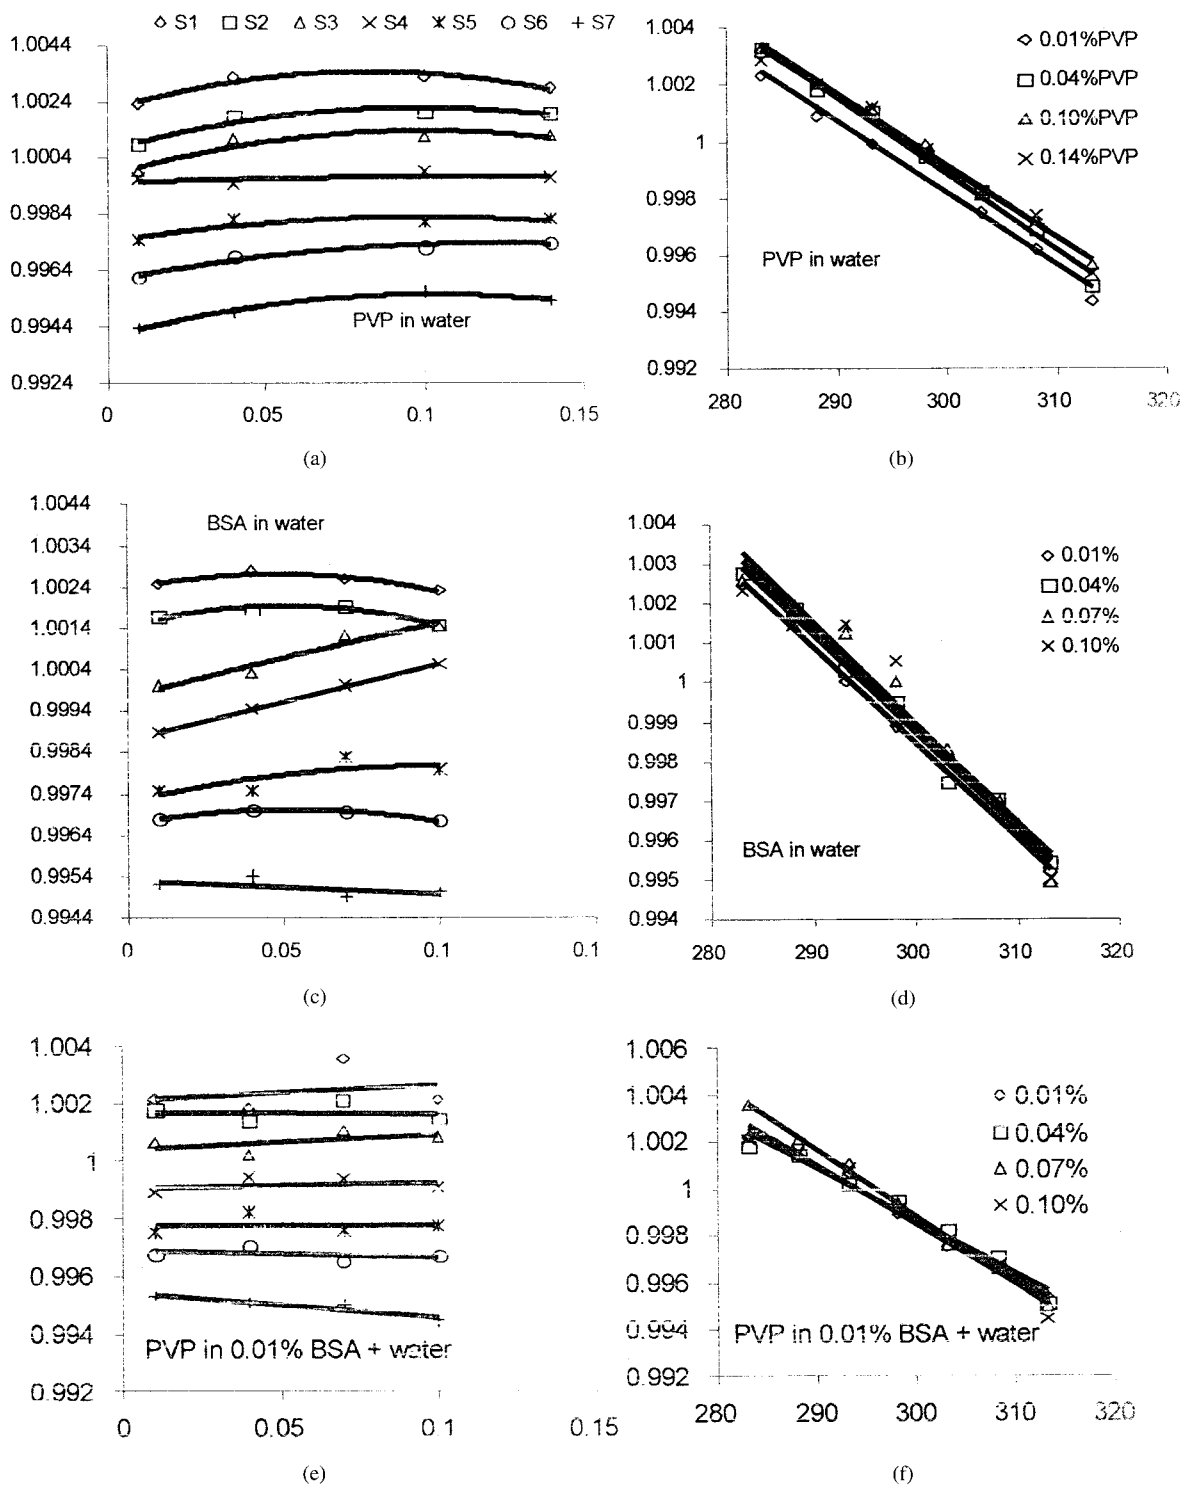 S1 S2 S3 S4 S5 S6 S7
1.0044
1.0024
1.0004
0.9984
0.9964
0.9944
0.9924
PVP in water
0 0.05 0.1 0.15
(a)
1.004
1.002
1
0.998
0.996
0.994
0.992
0.01%PVP
0.04%PVP
0.10%PVP
0.14%PVP
PVP in water
280 290 300 310 320
(b)
1.0044
1.0034
1.0024
1.0014
1.0004
0.9994
0.9984
0.9974
0.9964
0.9954
0.9944
BSA in water
0 0.05 0.1 0.1
(c)
1.004
1.003
1.002
1.001
1
0.999
0.998
0.997
0.996
0.995
0.994
0.01%
0.04%
0.07%
0.10%
BSA in water
280 290 300 310 320
(d)
1.004
1.002
1
0.998
0.996
0.994
0.992
PVP in 0.01% BSA + water
0 0.05 0.1 0.15
(e)
1.006
1.004
1.002
1
0.998
0.996
0.994
0.992
0.01%
0.04%
0.07%
0.10%
PVP in 0.01% BSA + water
280 290 300 310 320
(f)